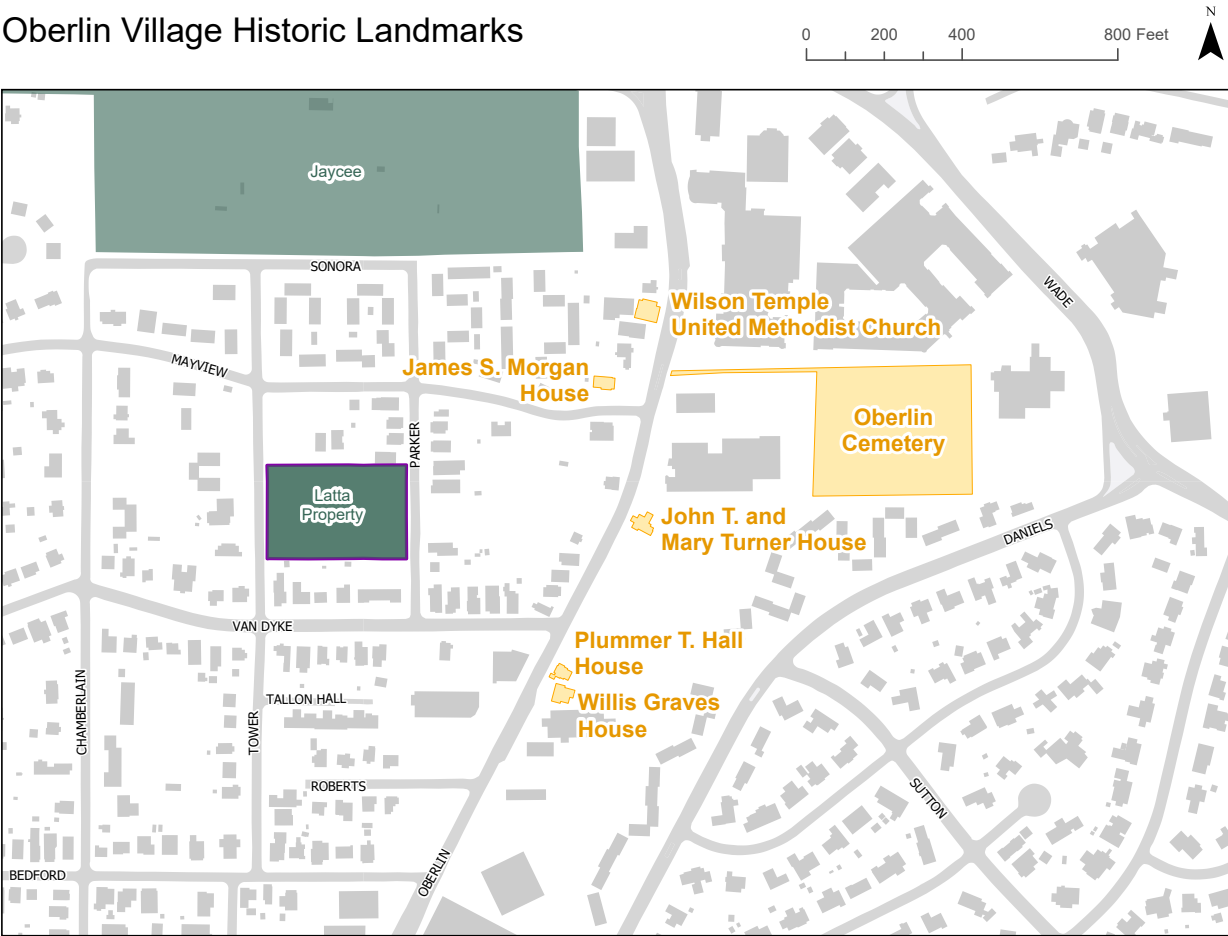 Oberlin Village Historic Landmarks
0 200 400 800 Feet
N
Jaycee
SONORA
WADE
Wilson Temple
United Methodist Church
MAYVIEW
James S. Morgan
House
Oberlin
Cemetery
PARKER
Latta
Property
John T. and
Mary Turner House
DANIELS
VAN DYKE
Plummer T. Hall
House
CHAMBERLAIN
TALLON HALL
TOWER
Willis Graves
House
ROBERTS
SUTTON
BEDFORD
OBERLIN